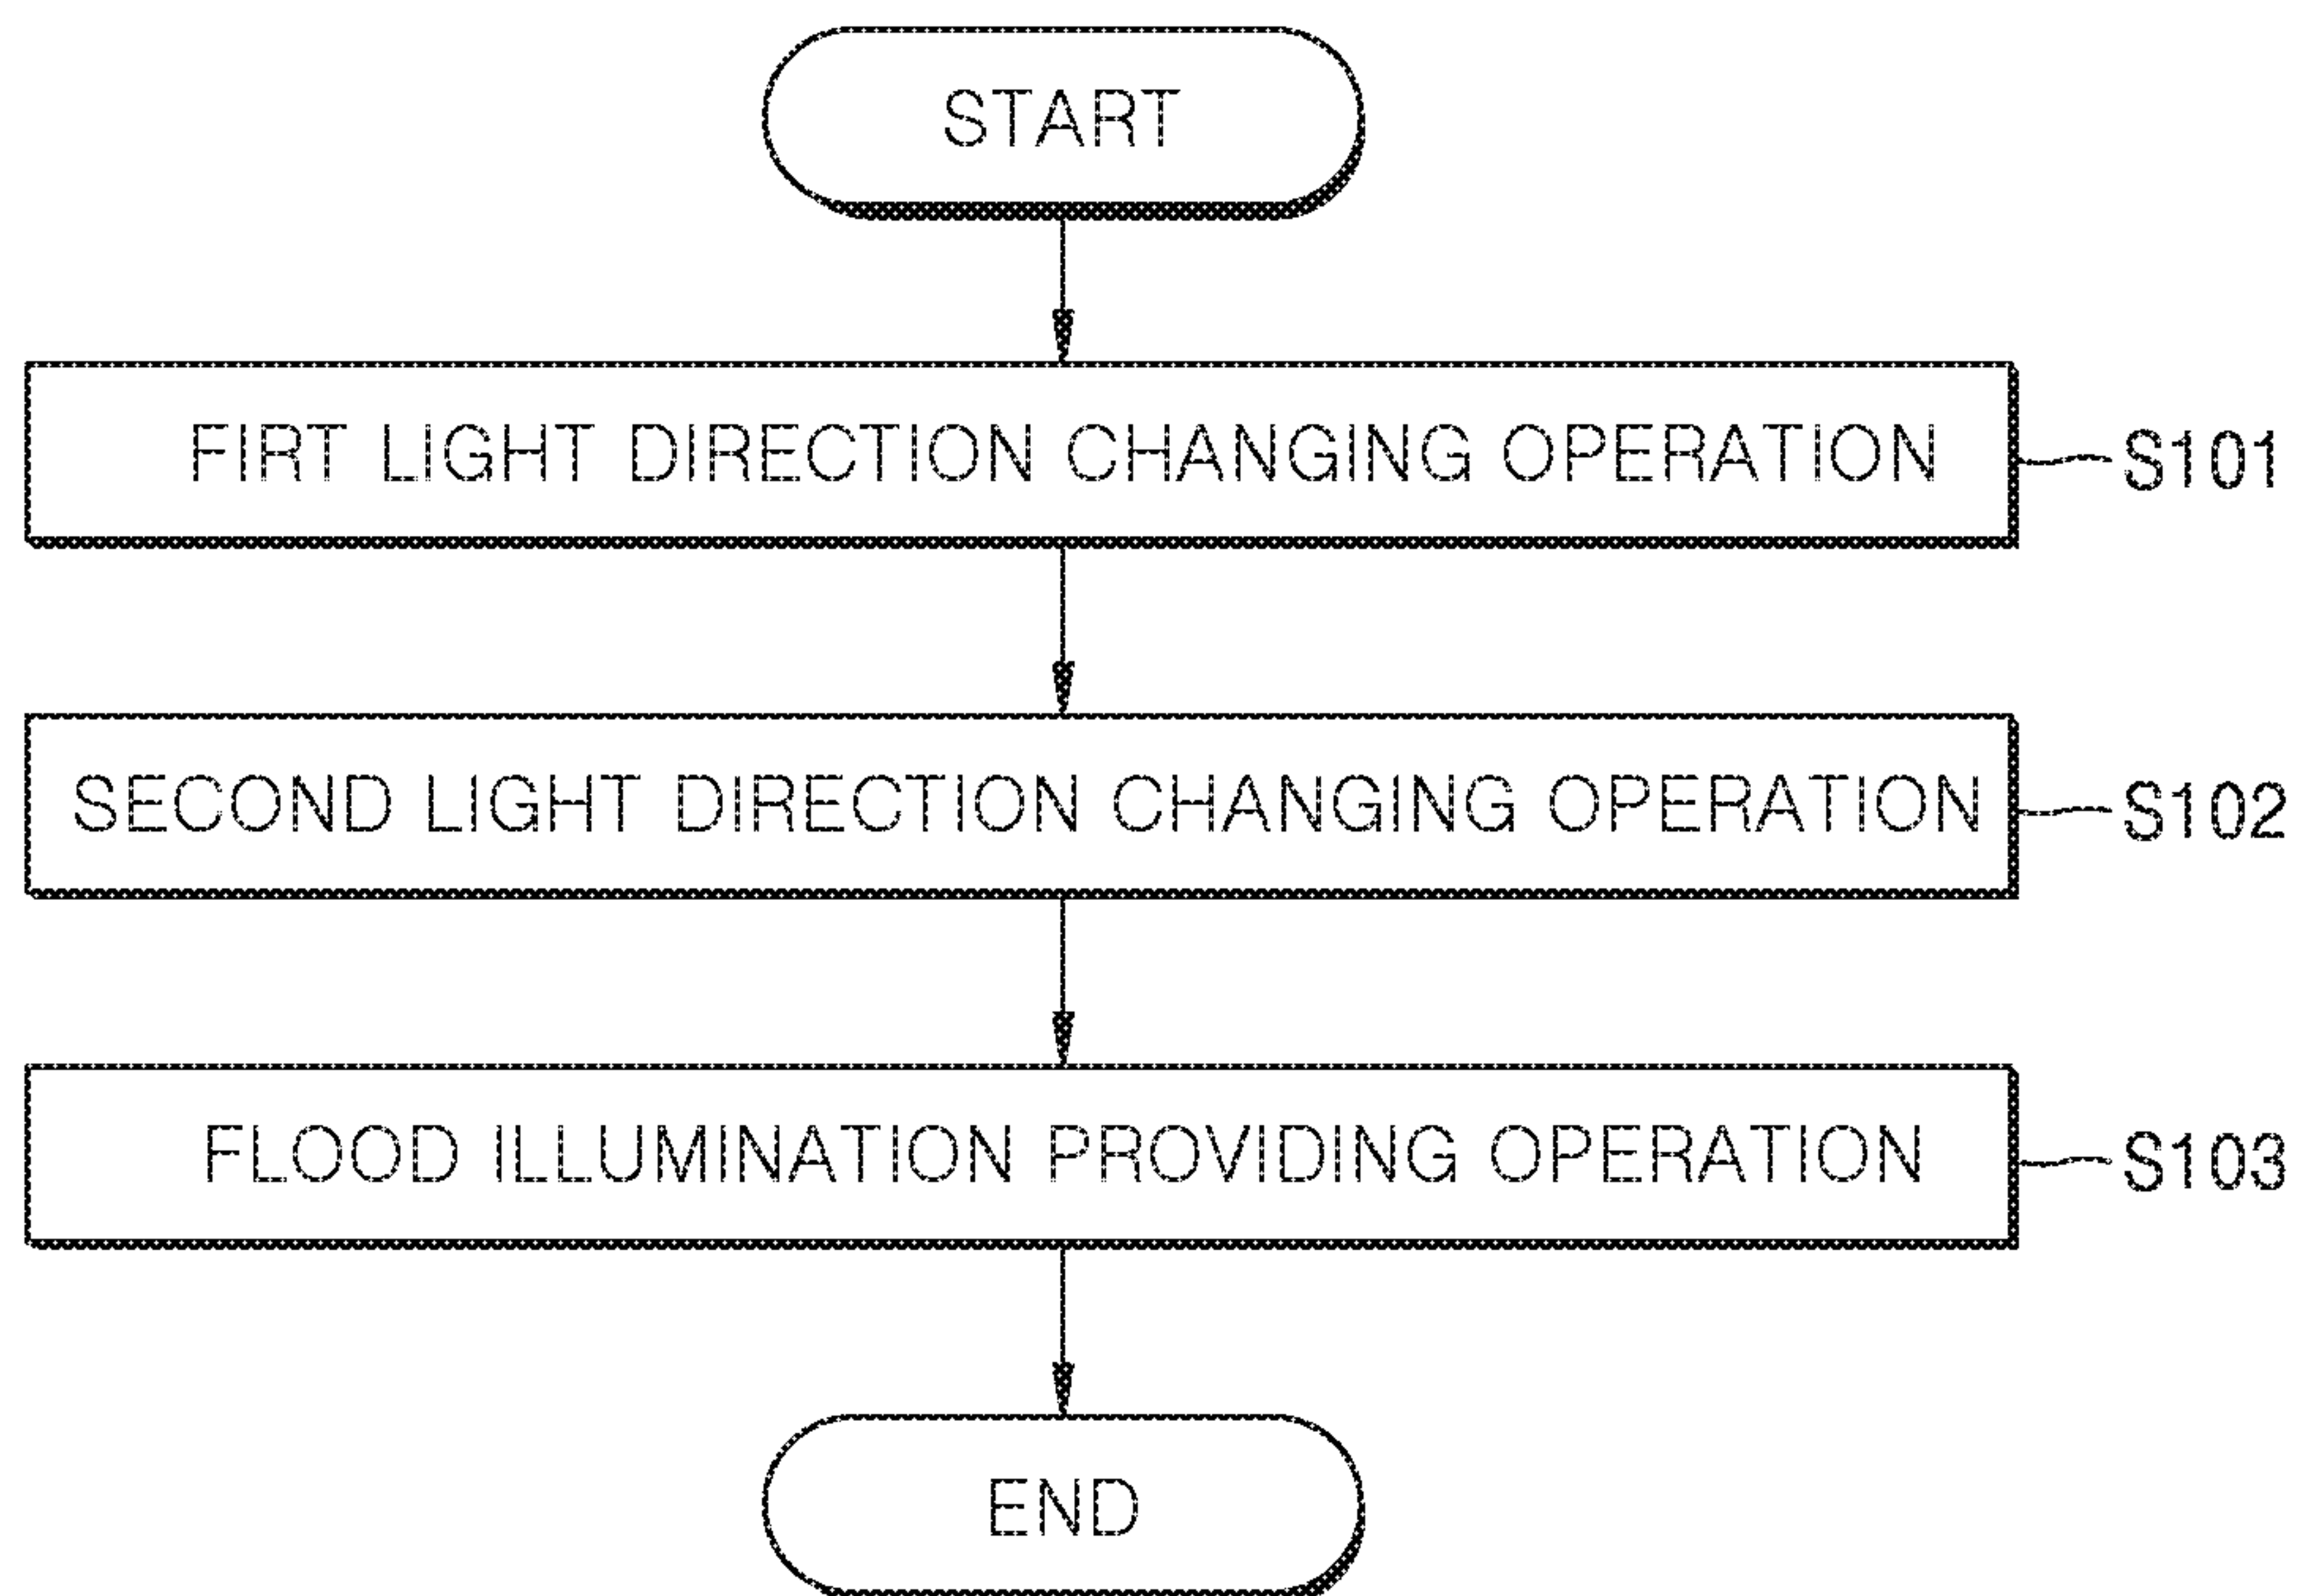 START
FIRT LIGHT DIRECTION CHANGING OPERATION
S101
SECOND LIGHT DIRECTION CHANGING OPERATION
S102
FLOOD ILLUMINATION PROVIDING OPERATION
S103
END